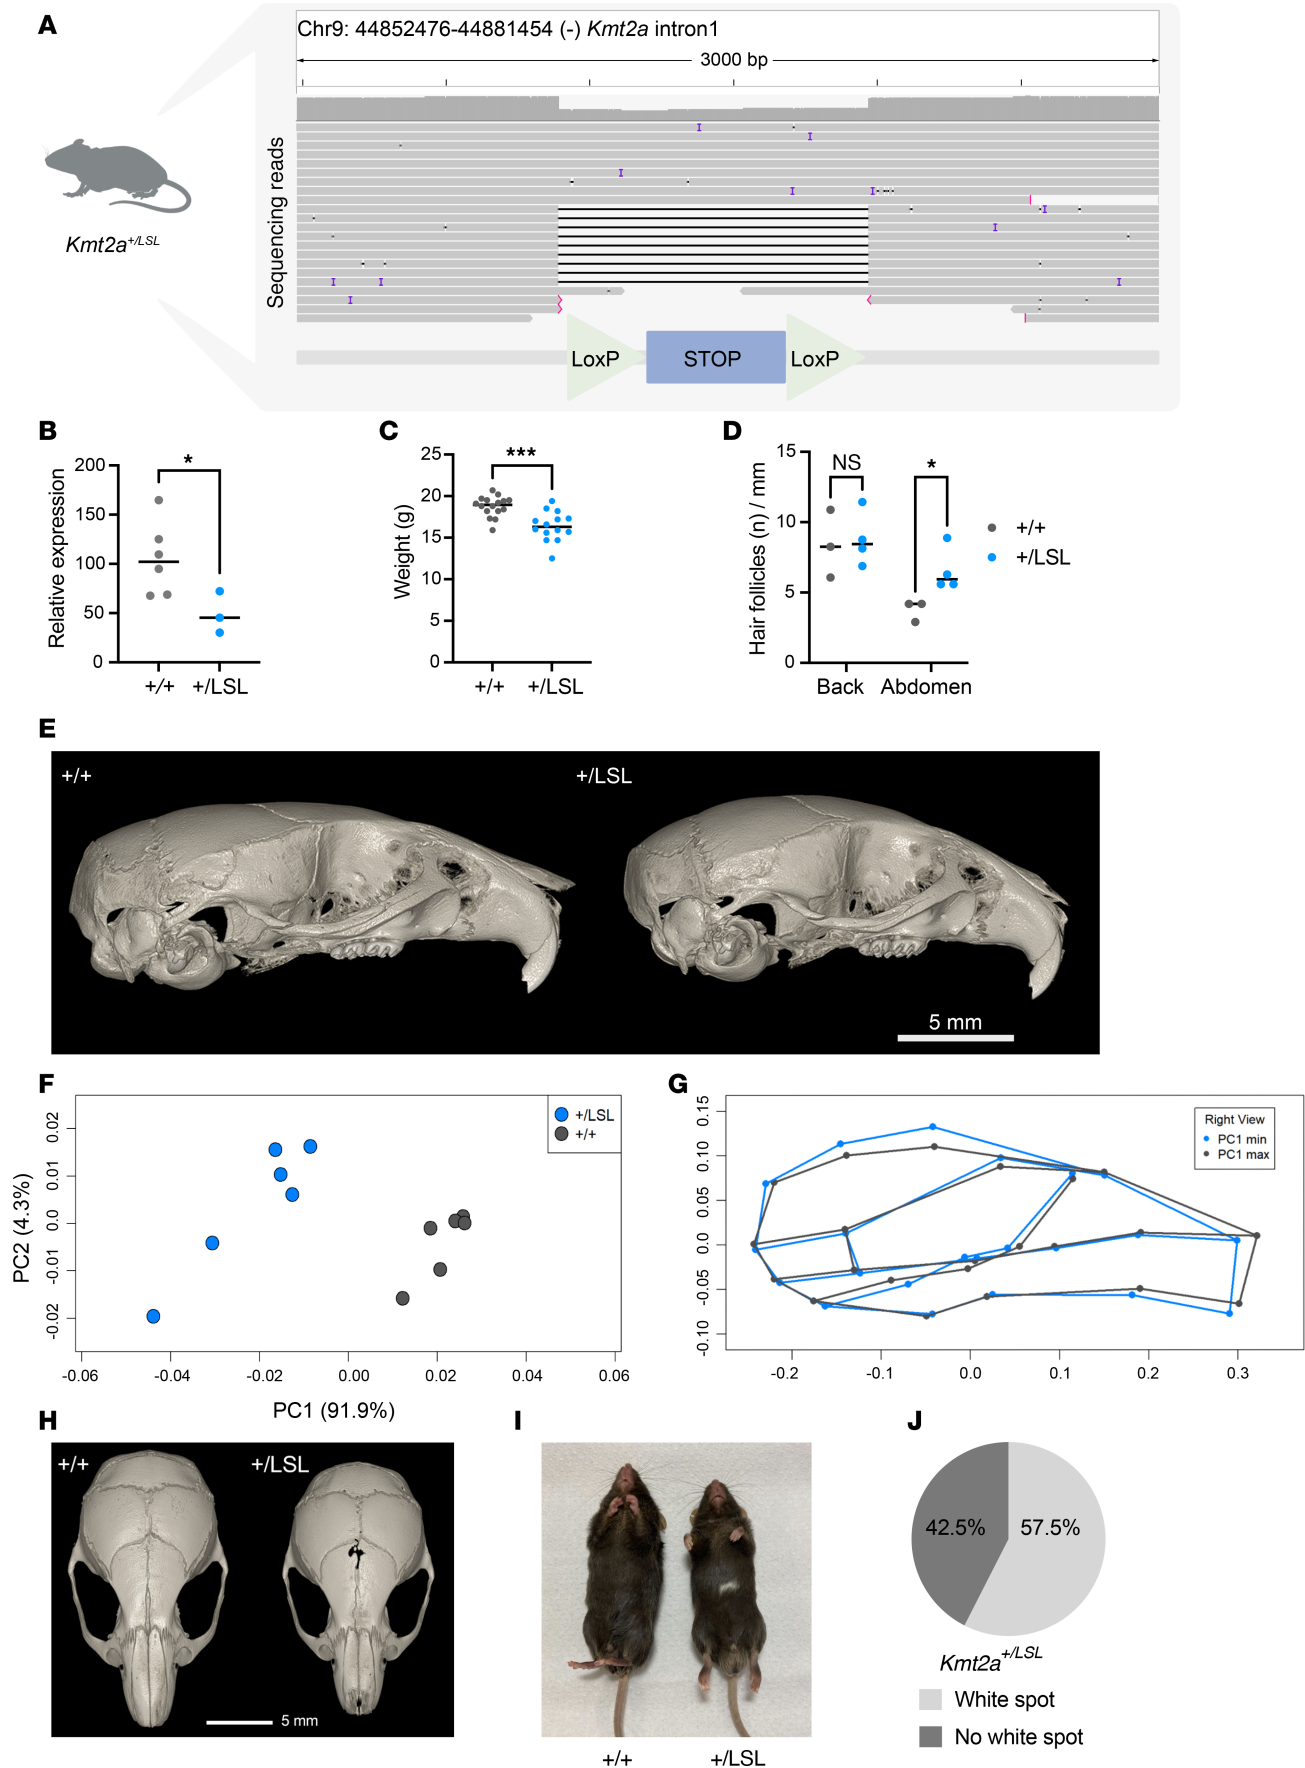 A
Chr9: 44852476-44881454 (-) Kmt2a intron1
3000 bp
Sequencing reads
Kmt2a+/LSL
LoxP
STOP
LoxP
B
Relative expression
200
150
100
50
0
*
+/+
+/LSL
C
Weight (g)
25
20
15
10
5
0
***
+/+
+/LSL
D
Hair follicles (n) / mm
15
10
5
0
NS
*
Back
Abdomen
+/+
+/LSL
E
+/+
+/LSL
5 mm
F
PC2 (4.3%)
0.02
0.01
0.0
-0.01
-0.02
+/LSL
+/+
-0.06
-0.04
-0.02
0.00
0.02
0.04
0.06
PC1 (91.9%)
G
0.15
0.10
0.05
0.0
-0.05
-0.10
Right View
PC1 min
PC1 max
-0.2
-0.1
0.0
0.1
0.2
0.3
H
+/+
+/LSL
5 mm
I
+/+
+/LSL
J
42.5%
57.5%
Kmt2a+/LSL
White spot
No white spot